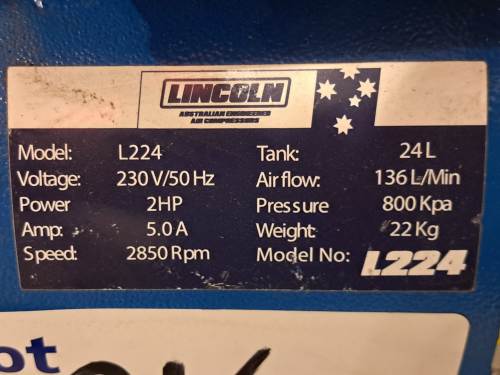 LINCOLN
AUSTRALIAN ENGINEERED
AIR COMPRESSORS
Model: L224 Tank: 24 L
Voltage: 230 V/50 Hz Air flow: 136 L/Min
Power 2HP Pressure 800 Kpa
Amp: 5.0 A Weight 22 Kg
Speed: 2850 Rpm Model No: L224
ot